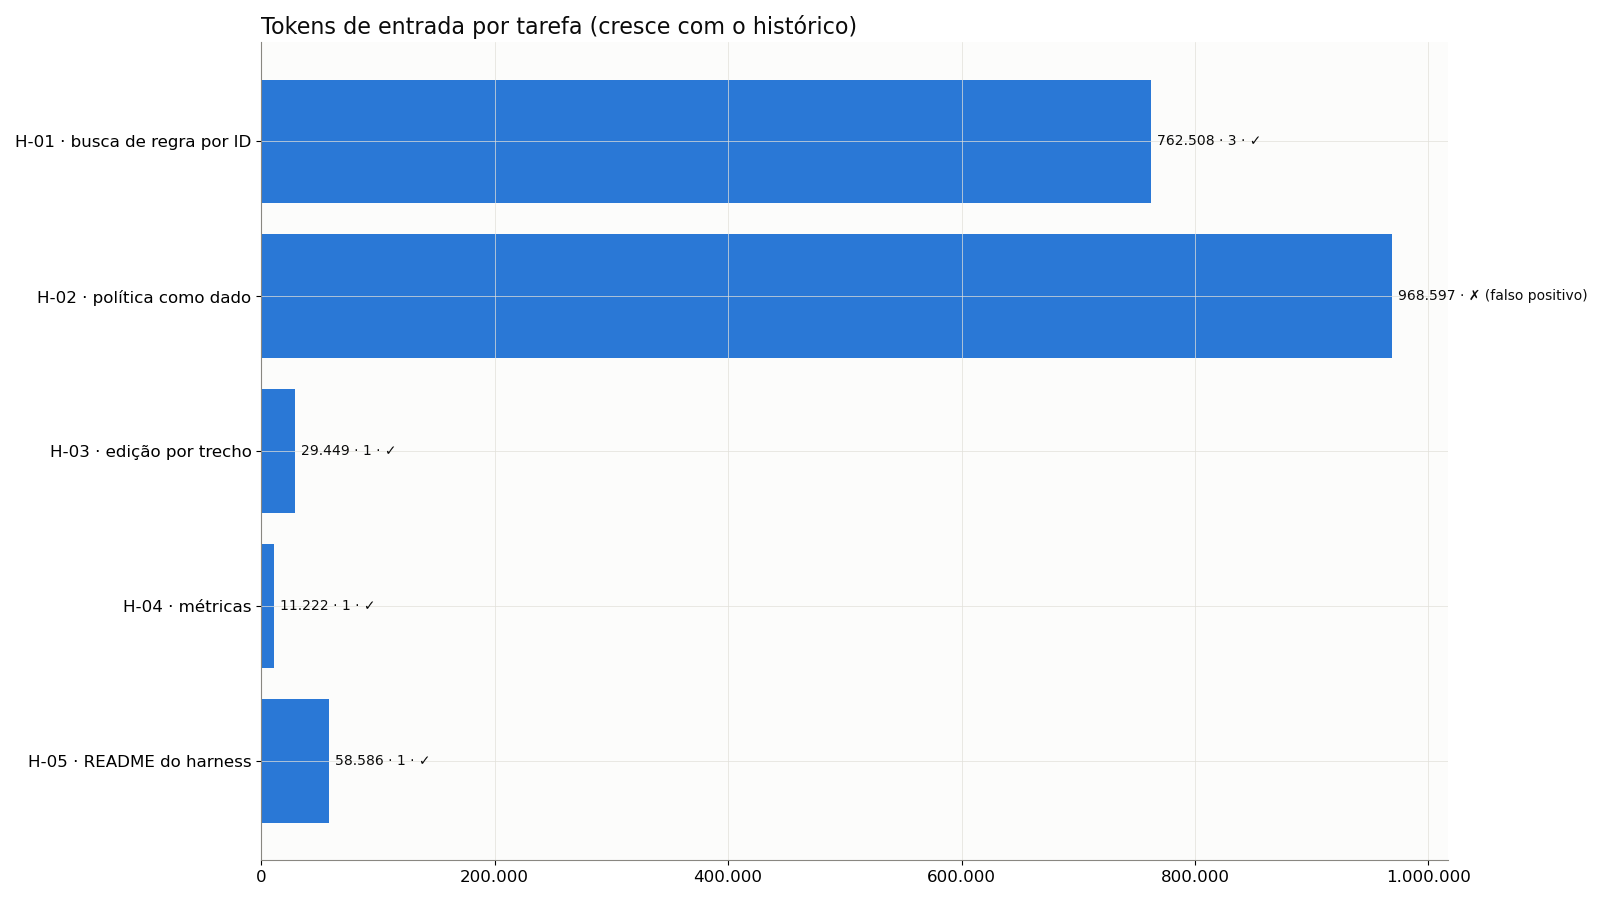 Tokens de entrada por tarefa (cresce com o histórico)
H-01 · busca de regra por ID
762.508 · 3 · ✓
H-02 · política como dado
968.597 · ✗ (falso positivo)
H-03 · edição por trecho
29.449 · 1 · ✓
H-04 · métricas
11.222 · 1 · ✓
H-05 · README do harness
58.586 · 1 · ✓
0 200.000 400.000 600.000 800.000 1.000.000